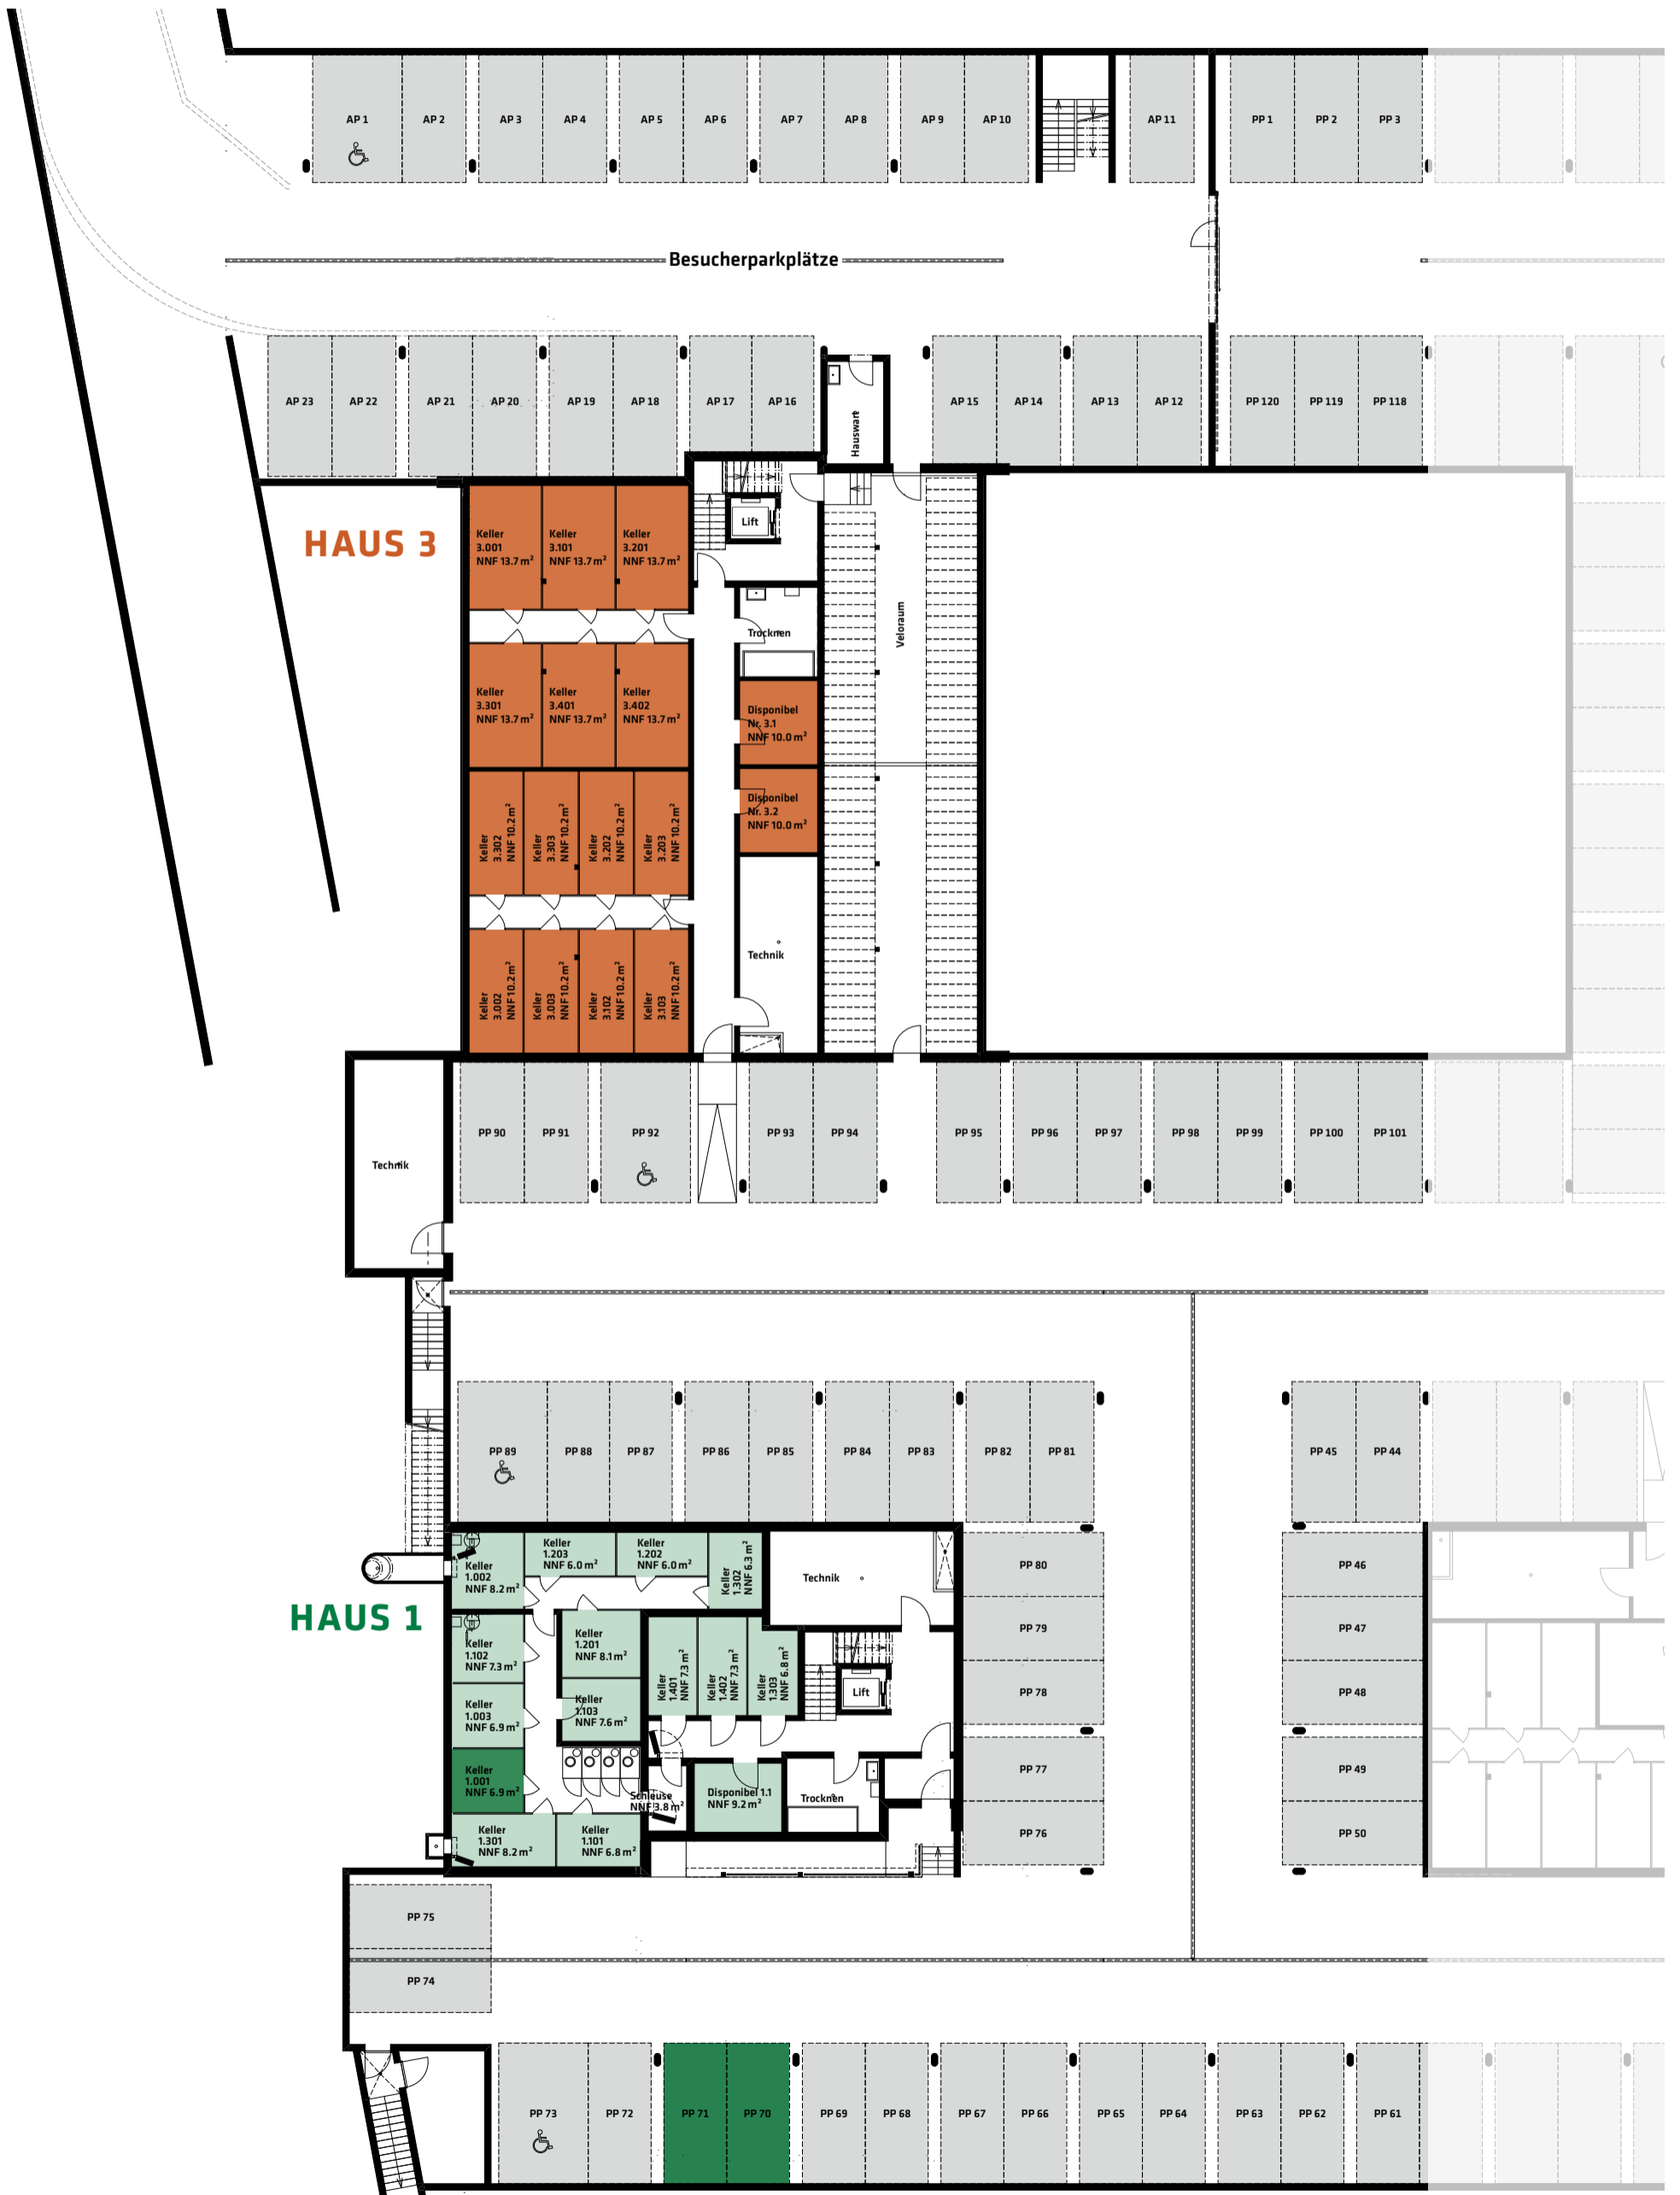 AP 1
AP 2
AP 3
AP 4
AP 5
AP 6
AP 7
AP 8
AP 9
AP 10
AP 11
PP 1
PP 2
PP 3
Besucherparkplätze
AP 23
AP 22
AP 21
AP 20
AP 19
AP 18
AP 17
AP 16
Hauswart
AP 15
AP 14
AP 13
AP 12
PP 120
PP 119
PP 118
HAUS 3
Keller
3.001
NNF 13.7 m²
Keller
3.101
NNF 13.7 m²
Keller
3.201
NNF 13.7 m²
Lift
Trocknen
Veloraum
Keller
3.301
NNF 13.7 m²
Keller
3.401
NNF 13.7 m²
Keller
3.402
NNF 13.7 m²
Disponibel
Nr. 3.1
NNF 10.0 m²
Disponibel
Nr. 3.2
NNF 10.0 m²
Keller
3.302
NNF 10.2 m²
Keller
3.303
NNF 10.2 m²
Keller
3.202
NNF 10.2 m²
Keller
3.203
NNF 10.2 m²
Technik
Keller
3.002
NNF 10.2 m²
Keller
3.003
NNF 10.2 m²
Keller
3.102
NNF 10.2 m²
Keller
3.103
NNF 10.2 m²
PP 90
PP 91
PP 92
PP 93
PP 94
PP 95
PP 96
PP 97
PP 98
PP 99
PP 100
PP 101
Technik
PP 89
PP 88
PP 87
PP 86
PP 85
PP 84
PP 83
PP 82
PP 81
PP 45
PP 44
HAUS 1
Keller
1.002
NNF 8.2 m²
Keller
1.203
NNF 6.0 m²
Keller
1.202
NNF 6.0 m²
Keller
1.302
NNF 6.3 m²
Technik
PP 80
PP 46
Keller
1.102
NNF 7.3 m²
Keller
1.201
NNF 8.1 m²
Keller
1.401
NNF 7.3 m²
Keller
1.402
NNF 7.3 m²
Keller
1.303
NNF 6.8 m²
PP 79
PP 47
Keller
1.003
NNF 6.9 m²
Keller
1.103
NNF 7.6 m²
Lift
PP 78
PP 48
Keller
1.001
NNF 6.9 m²
Schleuse
NNF 3.8 m²
Disponibel 1.1
NNF 9.2 m²
Trocknen
PP 77
PP 49
Keller
1.301
NNF 8.2 m²
Keller
1.101
NNF 6.8 m²
PP 76
PP 50
PP 75
PP 74
PP 73
PP 72
PP 71
PP 70
PP 69
PP 68
PP 67
PP 66
PP 65
PP 64
PP 63
PP 62
PP 61